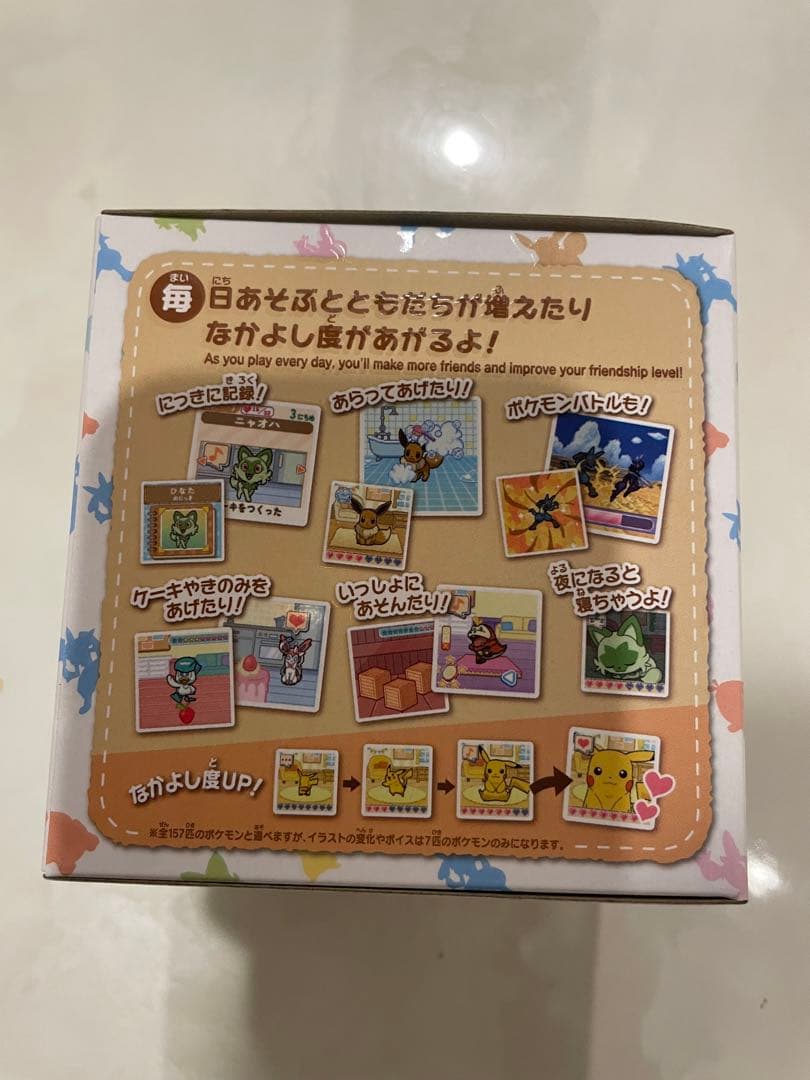 毎日あそぶとともだちが増えたり
なかよし度があがるよ!
As you play every day, you'll make more friends and improve your friendship level!
にっきに記録!
あらってあげたり!
ポケモンバトルも!
3にちめ
ニャオハ
ーキをつくった
ひなた
ケーキやきのみを
あげたり!
いっしょに
あそんだり!
夜になると
寝ちゃうよ!
なかよし度UP!
※全157匹のポケモンと遊べますが、イラストの変化やボイスは7匹のポケモンのみになります。